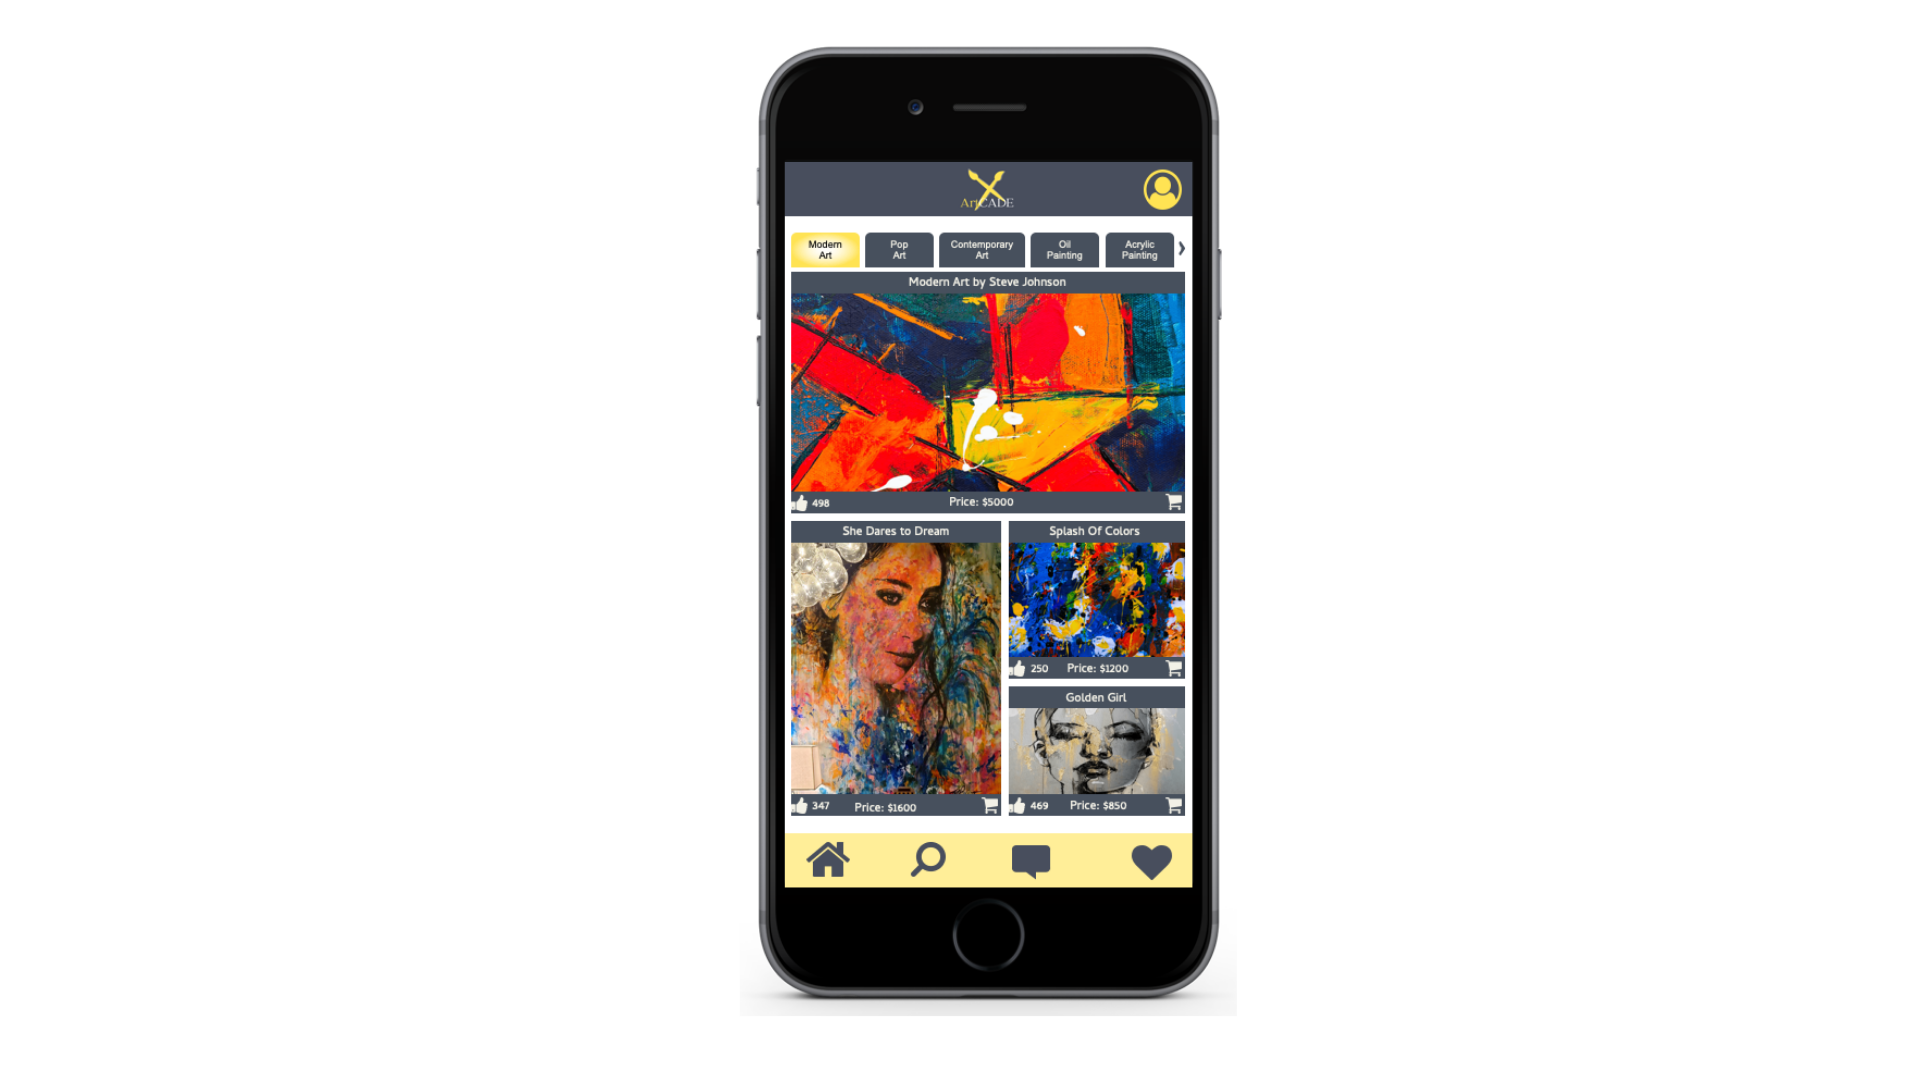 ArtCADE
Modern
Art
Pop
Art
Contemporary
Art
Oil
Painting
Acrylic
Painting
Modern Art by Steve Johnson
498
Price: $5000
She Dares to Dream
347
Price: $1600
Splash Of Colors
250
Price: $1200
Golden Girl
469
Price: $850